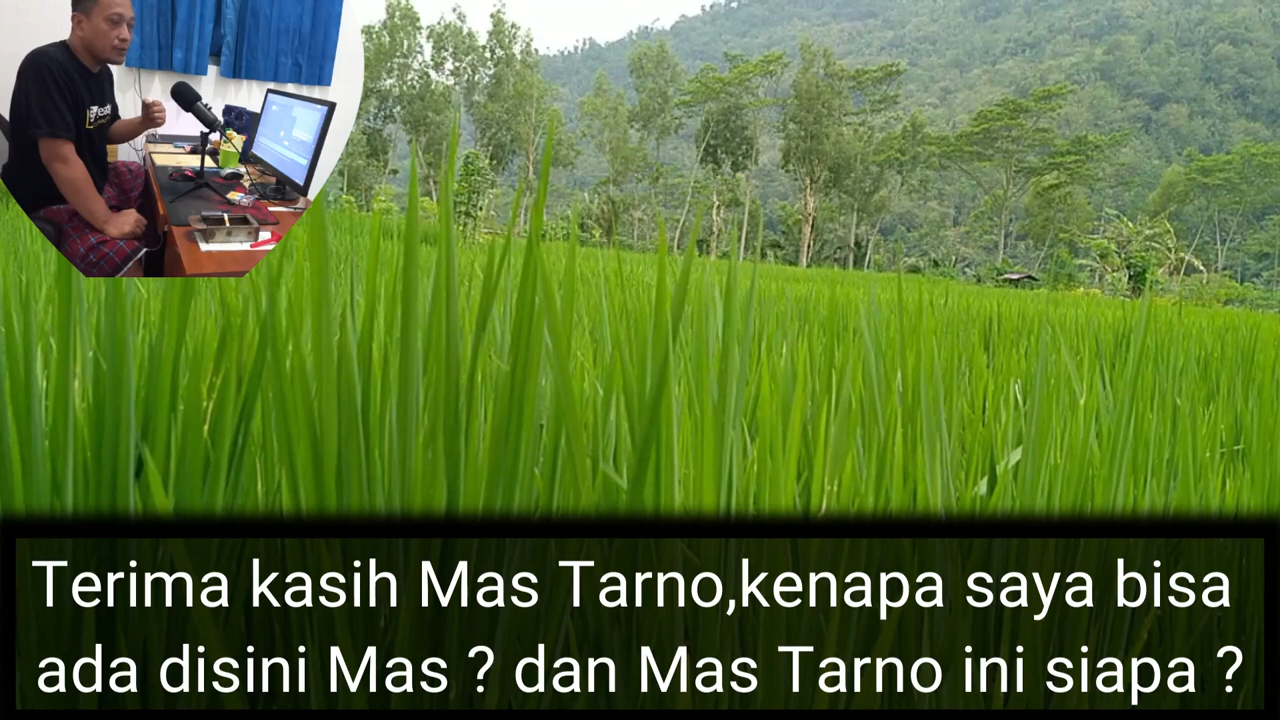 Terima kasih Mas Tarno,kenapa saya bisa
ada disini Mas ? dan Mas Tarno ini siapa ?